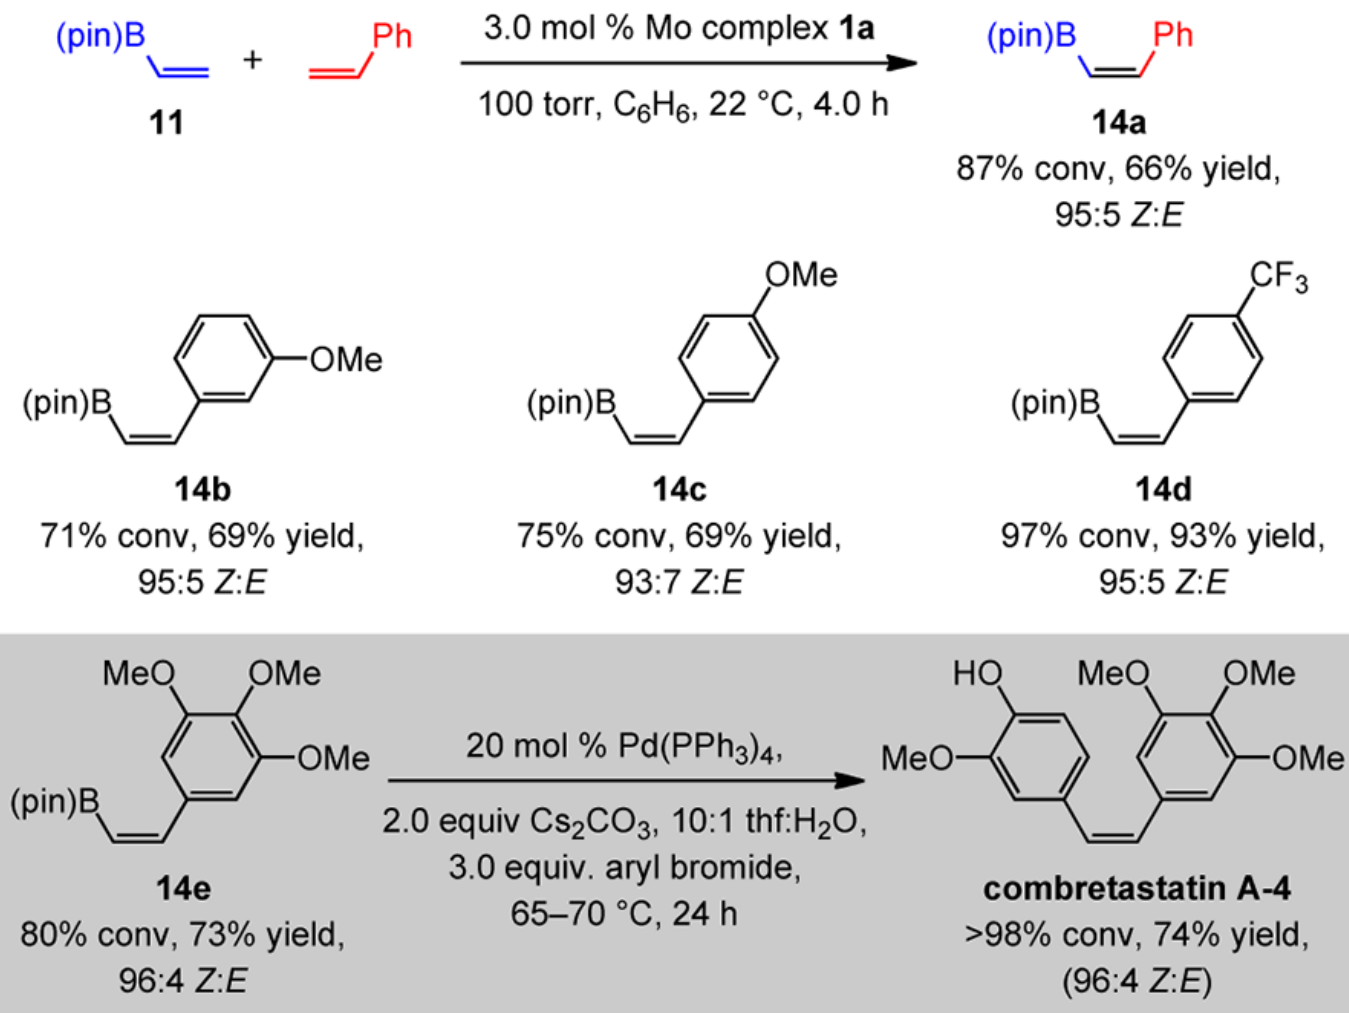 (pin)B
+
Ph
3.0 mol % Mo complex 1a
100 torr, C₆H₆, 22 °C, 4.0 h
(pin)B
Ph
11
14a
87% conv, 66% yield,
95:5 Z:E
OMe
(pin)B
14b
71% conv, 69% yield,
95:5 Z:E
OMe
(pin)B
14c
75% conv, 69% yield,
93:7 Z:E
CF₃
(pin)B
14d
97% conv, 93% yield,
95:5 Z:E
MeO
OMe
OMe
(pin)B
14e
80% conv, 73% yield,
96:4 Z:E
20 mol % Pd(PPh₃)₄,
2.0 equiv Cs₂CO₃, 10:1 thf:H₂O,
3.0 equiv. aryl bromide,
65–70 °C, 24 h
HO
MeO
MeO
OMe
OMe
combretastatin A-4
>98% conv, 74% yield,
(96:4 Z:E)